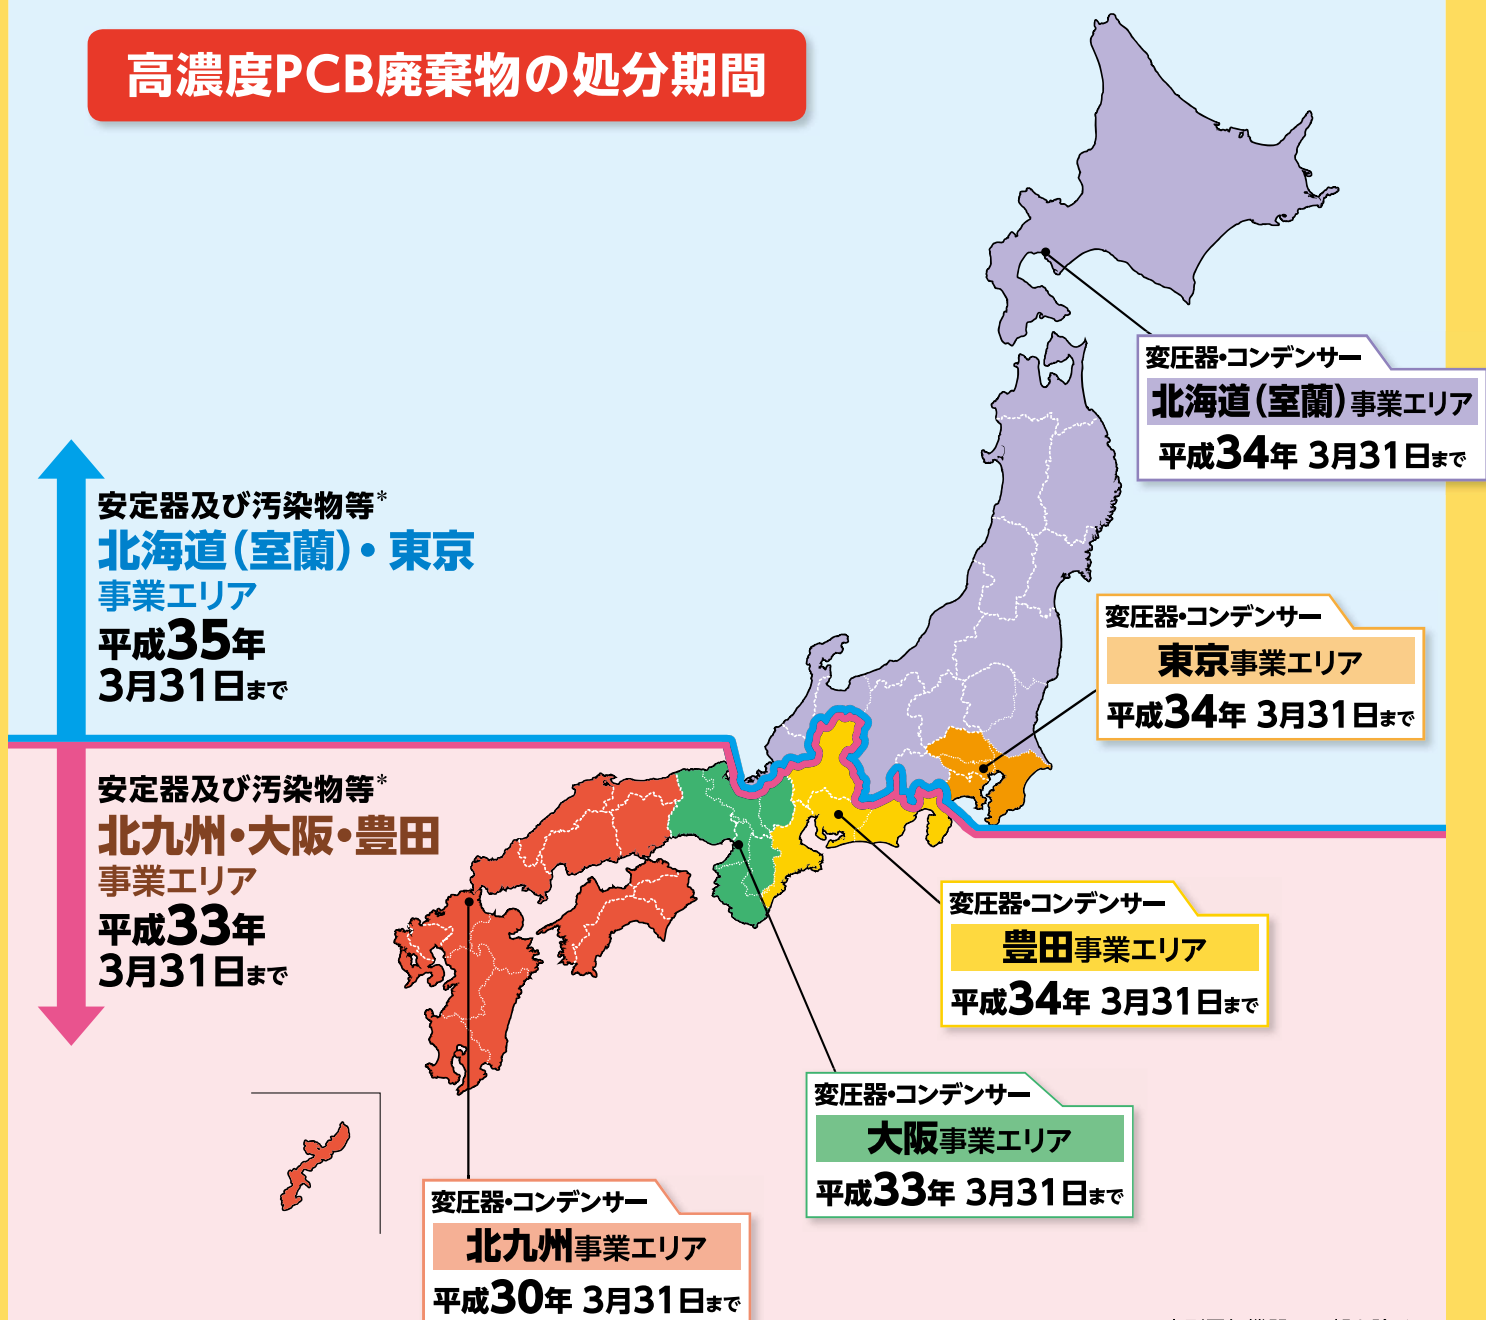 高濃度PCB廃棄物の処分期間
変圧器・コンデンサー
北海道（室蘭）事業エリア
平成34年 3月31日まで
安定器及び汚染物等*
北海道（室蘭）・東京
事業エリア
平成35年
3月31日まで
変圧器・コンデンサー
東京事業エリア
平成34年 3月31日まで
安定器及び汚染物等*
北九州・大阪・豊田
事業エリア
平成33年
3月31日まで
変圧器・コンデンサー
豊田事業エリア
平成34年 3月31日まで
変圧器・コンデンサー
大阪事業エリア
平成33年 3月31日まで
変圧器・コンデンサー
北九州事業エリア
平成30年 3月31日まで